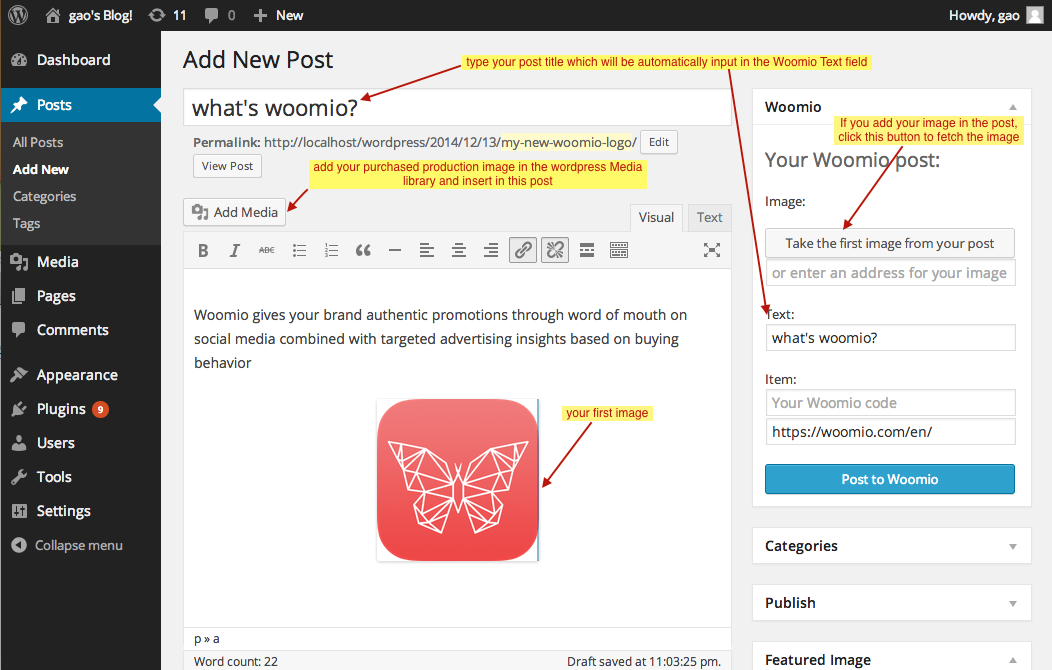 gao's Blog! 11 0 New Howdy, gao
Dashboard
Posts
All Posts
Add New
Categories
Tags
Media
Pages
Comments
Appearance
Plugins 9
Users
Tools
Settings
Collapse menu
Add New Post
type your post title which will be automatically input in the Woomio Text field
what's woomio?
Permalink: http://localhost/wordpress/2014/12/13/my-new-woomio-logo/ Edit
View Post
add your purchased production image in the wordpress Media
library and insert in this post
Add Media
Visual Text
B I ABC
Woomio gives your brand authentic promotions through word of mouth on
social media combined with targeted advertising insights based on buying
behavior
your first image
p » a
Word count: 22 Draft saved at 11:03:25 pm.
Woomio
If you add your image in the post,
click this button to fetch the image
Your Woomio post:
Image:
Take the first image from your post
or enter an address for your image
Text:
what's woomio?
Item:
Your Woomio code
https://woomio.com/en/
Post to Woomio
Categories
Publish
Featured Image